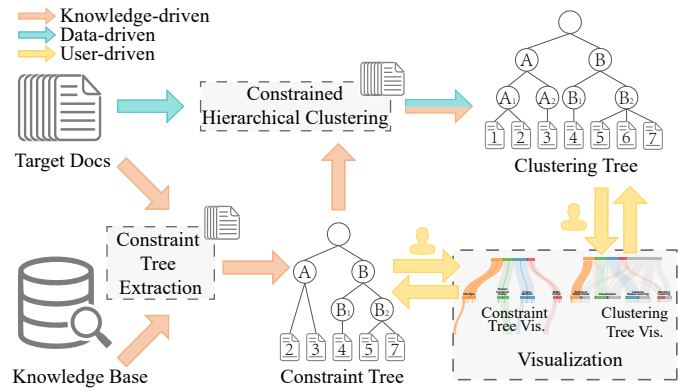 Knowledge-driven
Data-driven
User-driven
Target Docs
Constrained
Hierarchical Clustering
A
B
A1
A2
B1
B2
1 2 3 4 5 6 7
Clustering Tree
Constraint
Tree
Extraction
Knowledge Base
A
B
B1
B2
2 3 4 5 7
Constraint Tree
Constraint
Tree Vis.
Clustering
Tree Vis.
Visualization